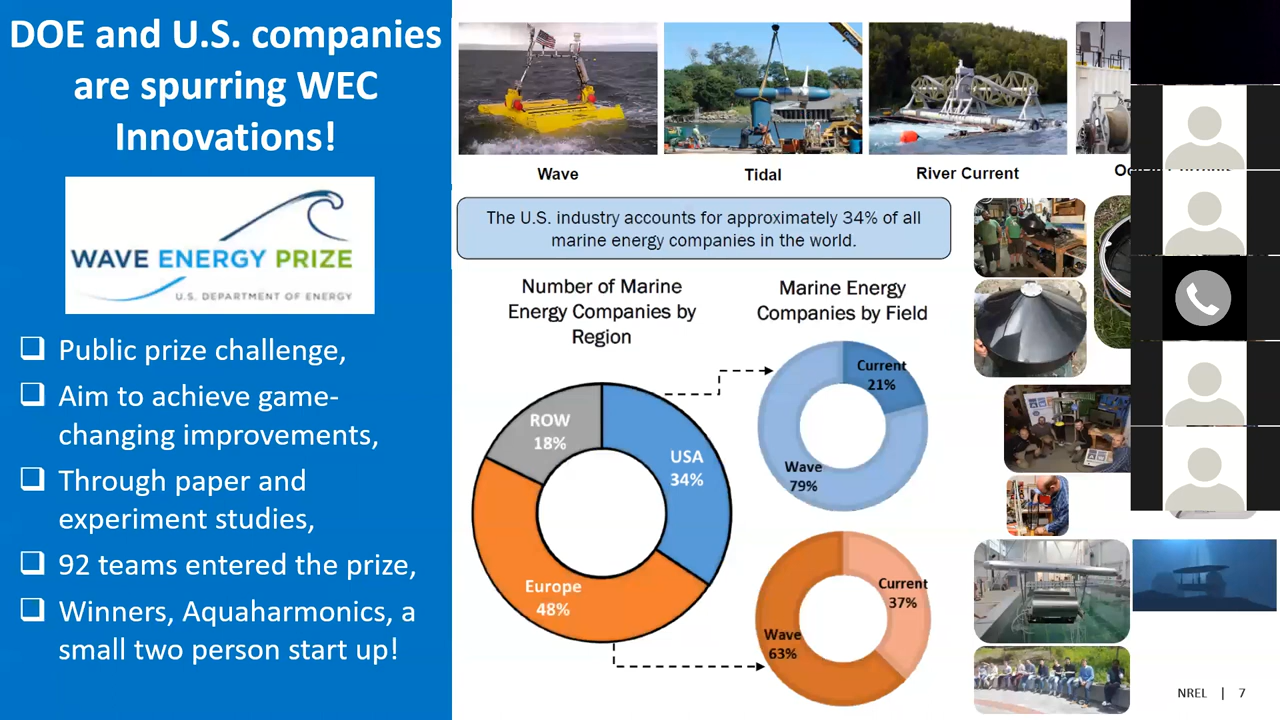 DOE and U.S. companies
are spurring WEC
Innovations!
WAVE ENERGY PRIZE
U.S. DEPARTMENT OF ENERGY
❑ Public prize challenge,
❑ Aim to achieve game-
changing improvements,
❑ Through paper and
experiment studies,
❑ 92 teams entered the prize,
❑ Winners, Aquaharmonics, a
small two person start up!
Wave
Tidal
River Current
The U.S. industry accounts for approximately 34% of all
marine energy companies in the world.
Number of Marine
Energy Companies by
Region
ROW
18%
USA
34%
Europe
48%
Marine Energy
Companies by Field
Current
21%
Wave
79%
Current
37%
Wave
63%
NREL | 7